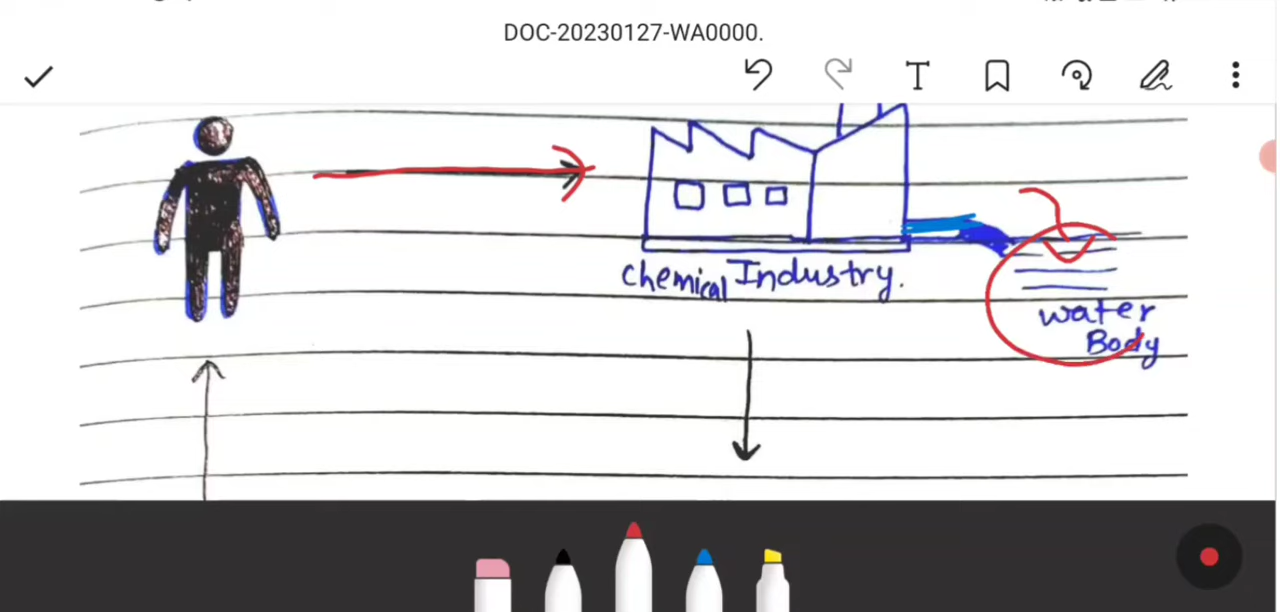 DOC-20230127-WA0000.
T
Chemical Industry.
water
Body